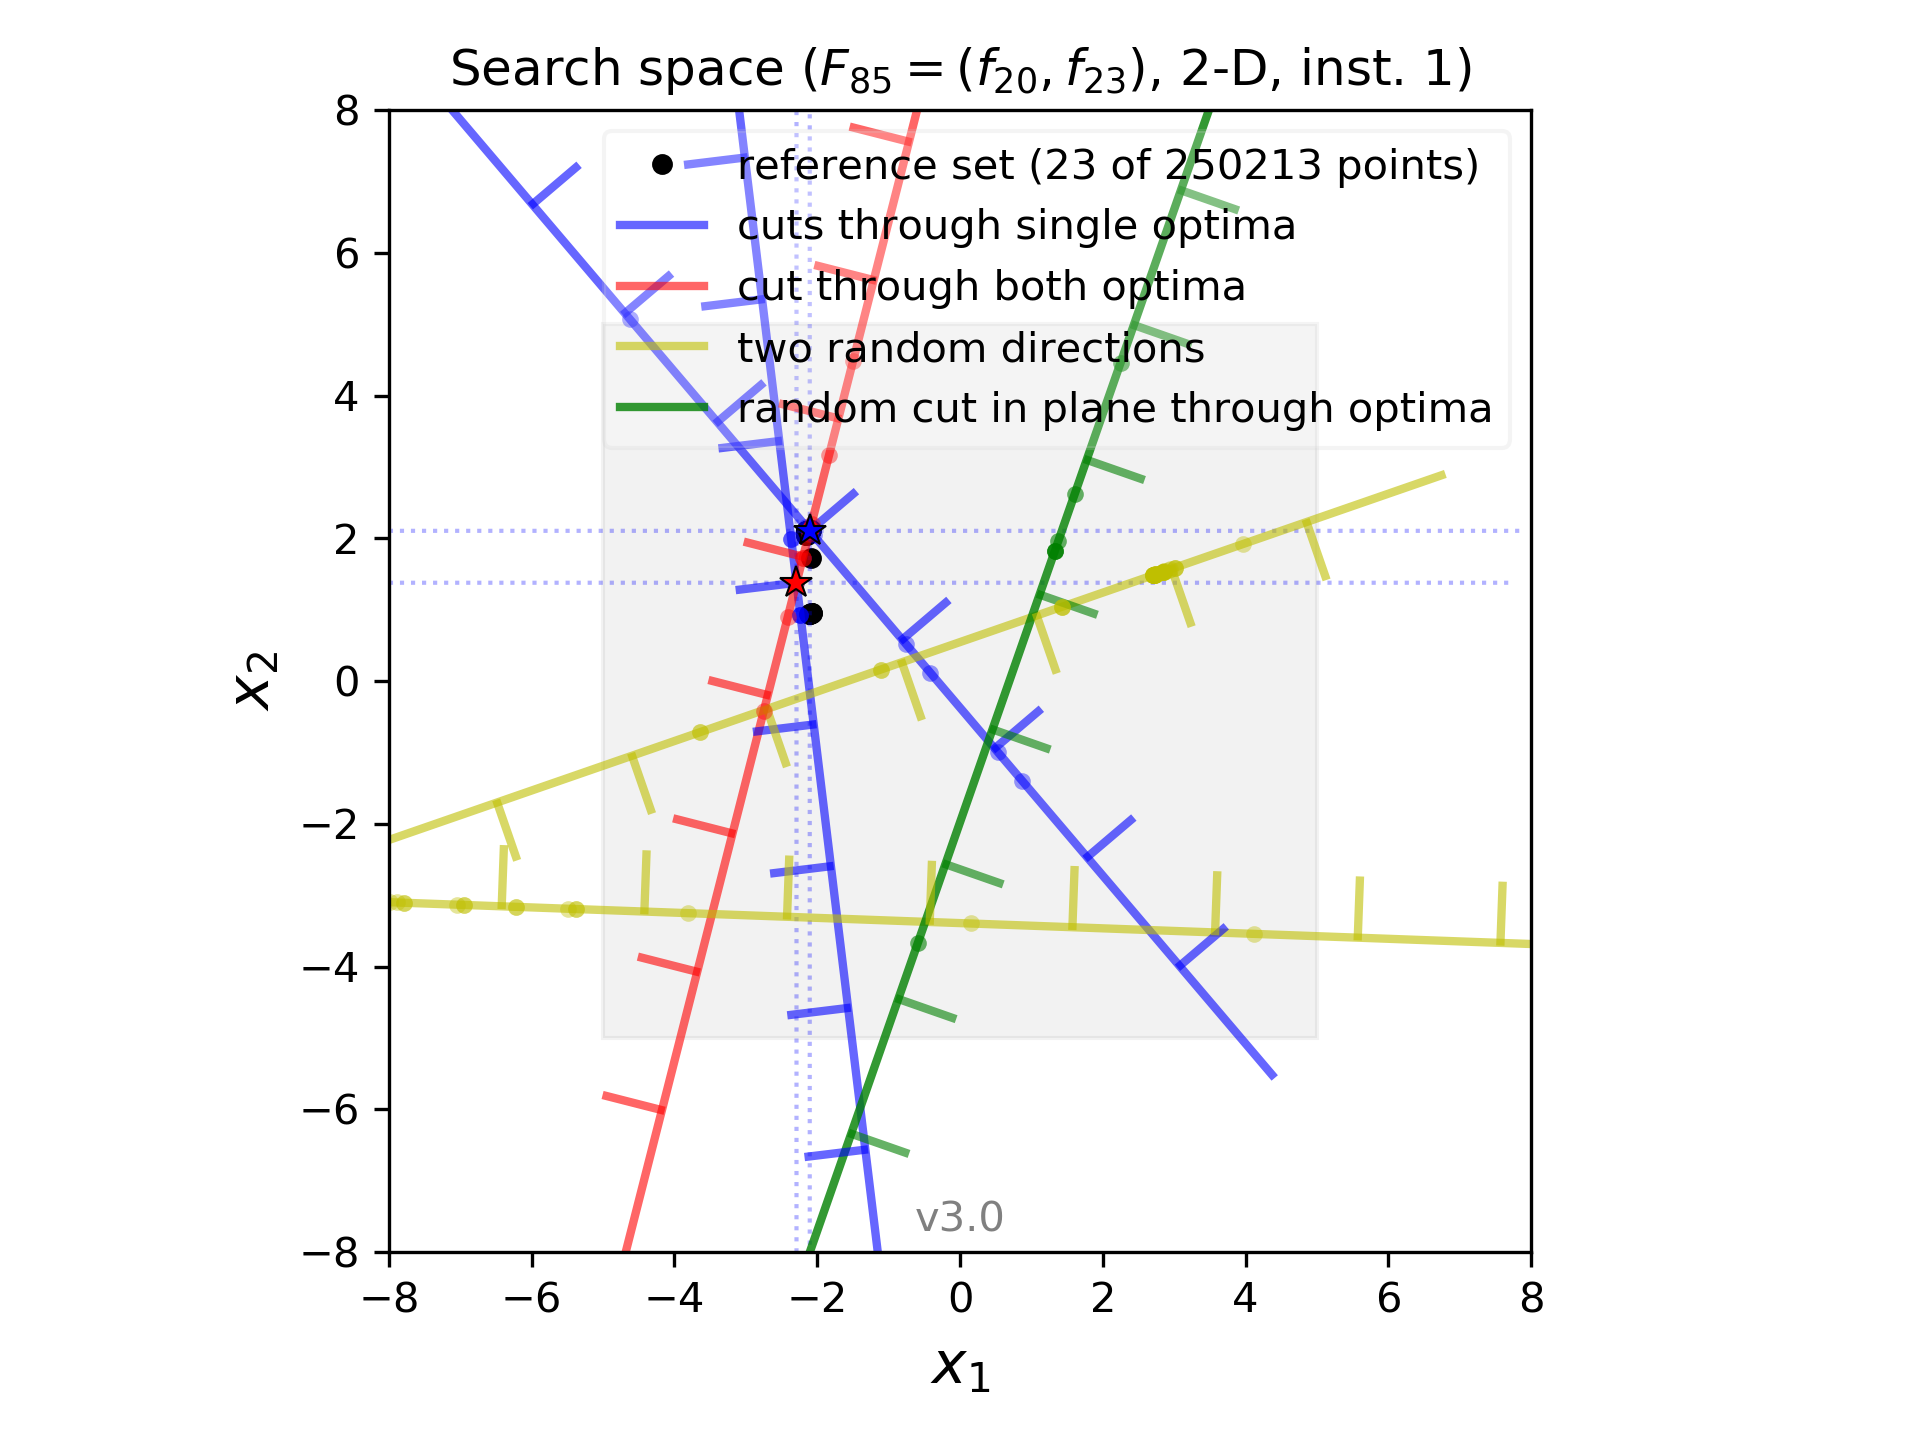 Search space (F85 = (f20, f23), 2-D, inst. 1)
8
6
4
2
0
−2
−4
−6
−8
x2
reference set (23 of 250213 points)
cuts through single optima
cut through both optima
two random directions
random cut in plane through optima
v3.0
−8 −6 −4 −2 0 2 4 6 8
x1